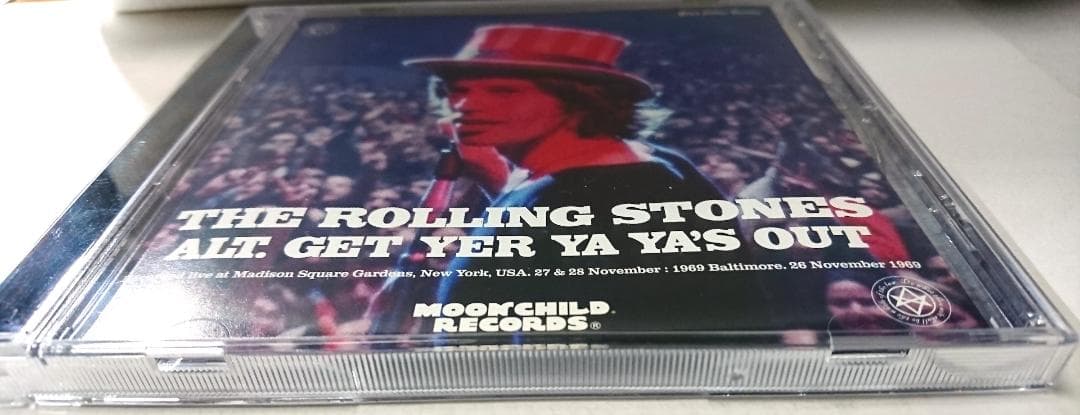 THE ROLLING STONES
ALT. GET YER YA YA'S OUT
live at Madison Square Gardens, New York, USA. 27 & 28 November : 1969 Baltimore. 26 November 1969
MOONCHILD
RECORDS®